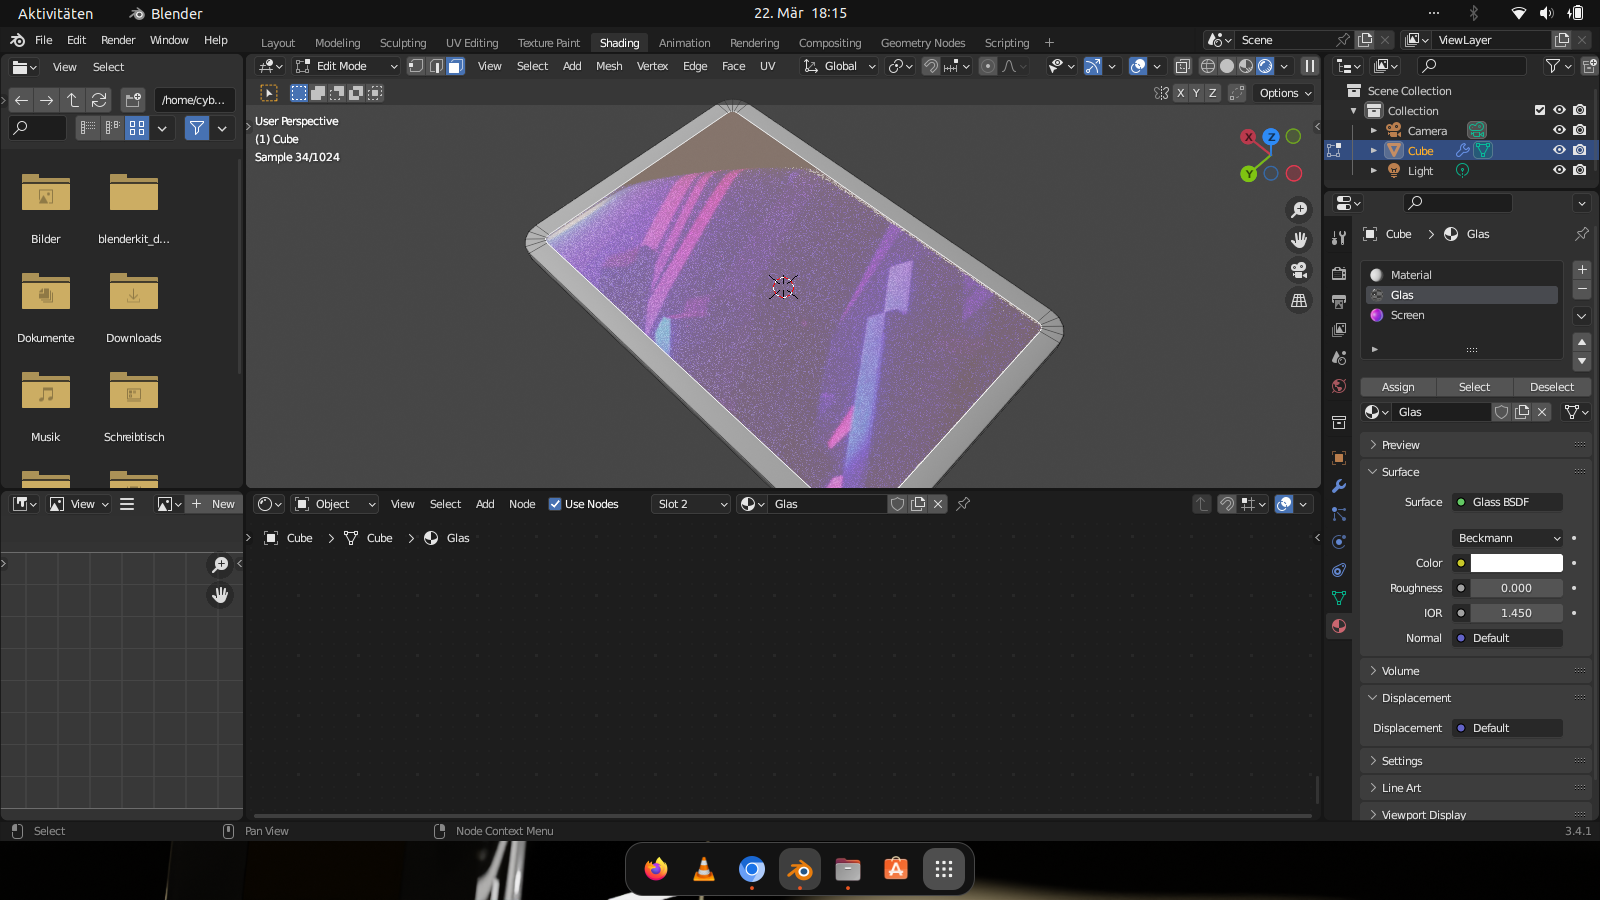 Aktivitäten Blender 22. Mär 18:15
File Edit Render Window Help Layout Modeling Sculpting UV Editing Texture Paint Shading Animation Rendering Compositing Geometry Nodes Scripting + Scene ViewLayer
View Select Edit Mode View Select Add Mesh Vertex Edge Face UV Global
/home/cyb... X Y Z Options
Scene Collection
Collection
Camera
Cube
Light
User Perspective
(1) Cube
Sample 34/1024
X Z Y
Bilder blenderkit_d...
Dokumente Downloads
Musik Schreibtisch
Cube > Glas
Material
Glas
Screen
Assign Select Deselect
Glas
Preview
Surface
Surface Glass BSDF
Beckmann
Color
Roughness 0.000
IOR 1.450
Normal Default
Volume
Displacement
Displacement Default
Settings
Line Art
Viewport Display
View + New Object View Select Add Node Use Nodes Slot 2 Glas
Cube > Cube > Glas
Select Pan View Node Context Menu 3.4.1